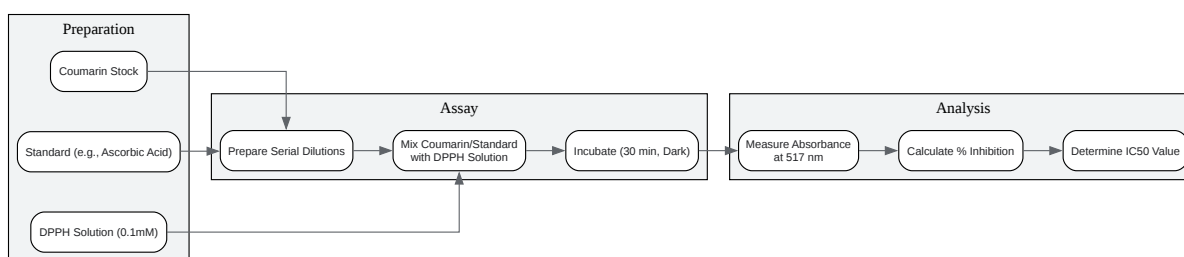 Preparation
Coumarin Stock
Standard (e.g., Ascorbic Acid)
DPPH Solution (0.1mM)
Assay
Prepare Serial Dilutions
Mix Coumarin/Standard
with DPPH Solution
Incubate (30 min, Dark)
Analysis
Measure Absorbance
at 517 nm
Calculate % Inhibition
Determine IC50 Value